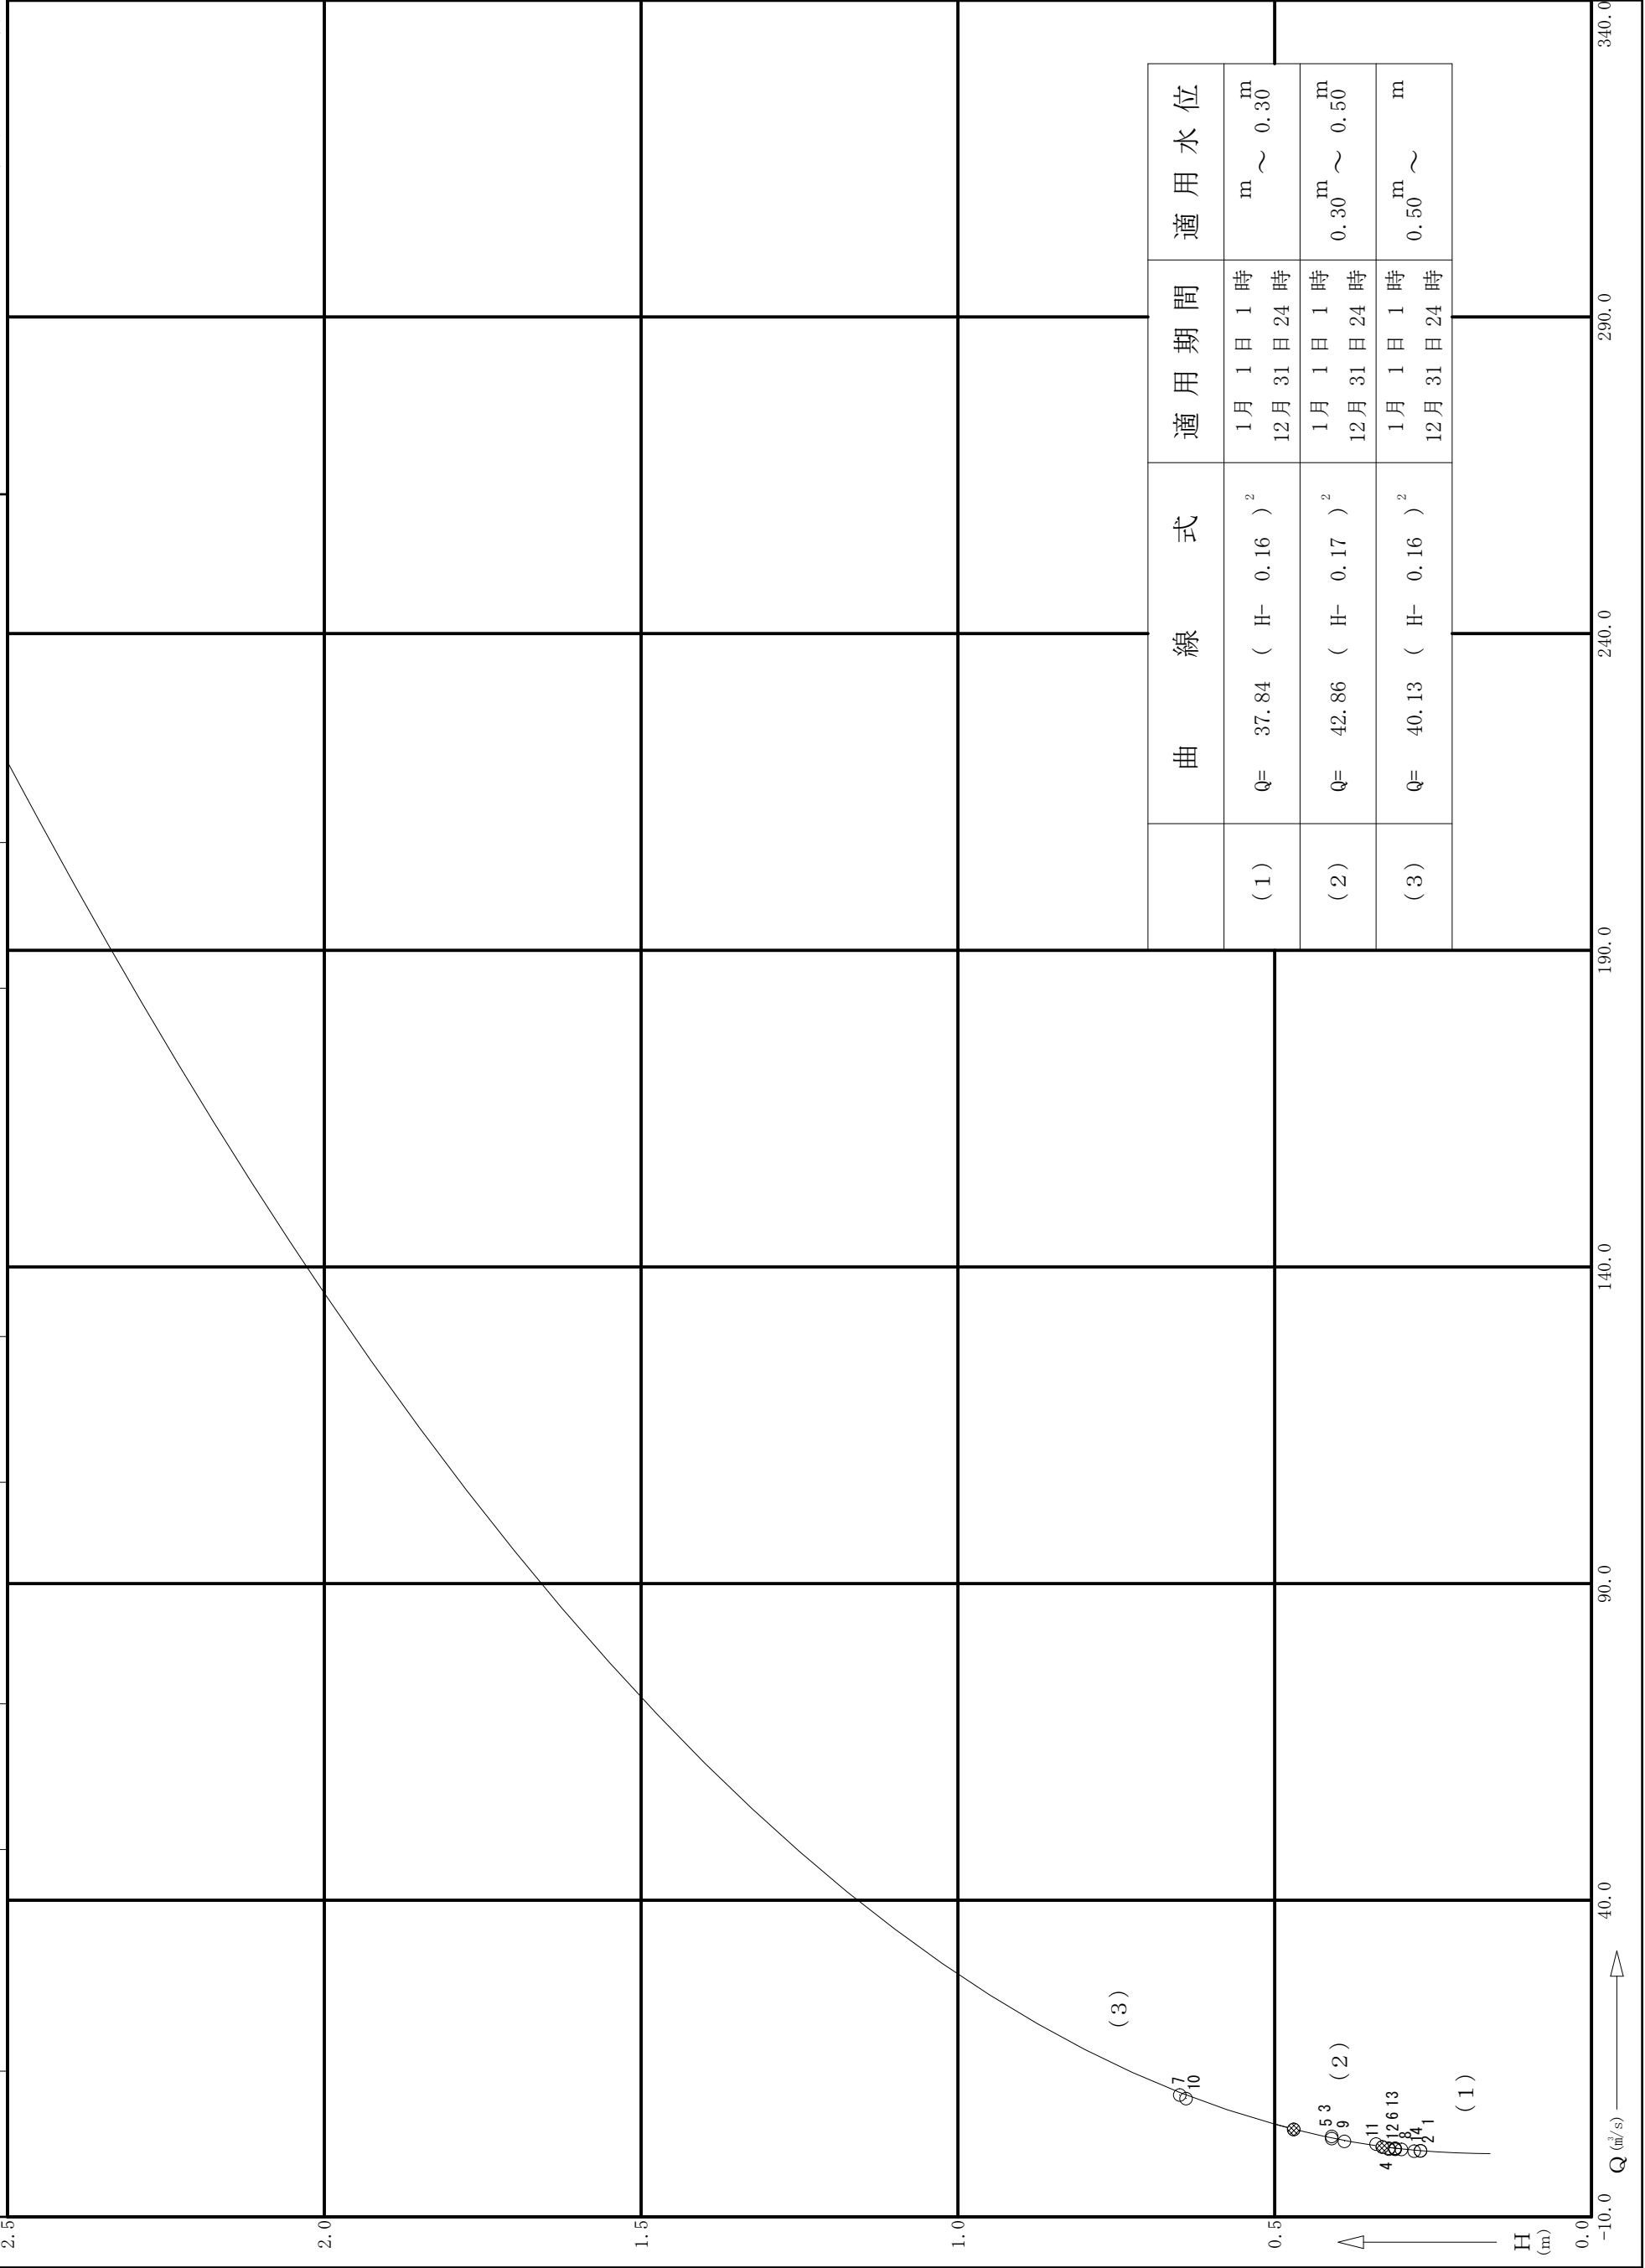 2.5
2.0
1.5
1.0
0.5
0.0
H
(m)
-10.0
40.0
90.0
140.0
190.0
240.0
290.0
340.0
Q (m³/s)
曲 線 式 適 用 期 間 適 用 水 位
(1) Q= 37.84 ( H- 0.16 )² 1月 1日 1時 m ～ 0.30 m
12月 31日 24時
(2) Q= 42.86 ( H- 0.17 )² 1月 1日 1時 0.30 m ～ 0.50 m
12月 31日 24時
(3) Q= 40.13 ( H- 0.16 )² 1月 1日 1時 0.50 m ～ m
12月 31日 24時
(3)
(2)
(1)
7
10
5 3
9
11
4
12 6 13
8
14
2 1